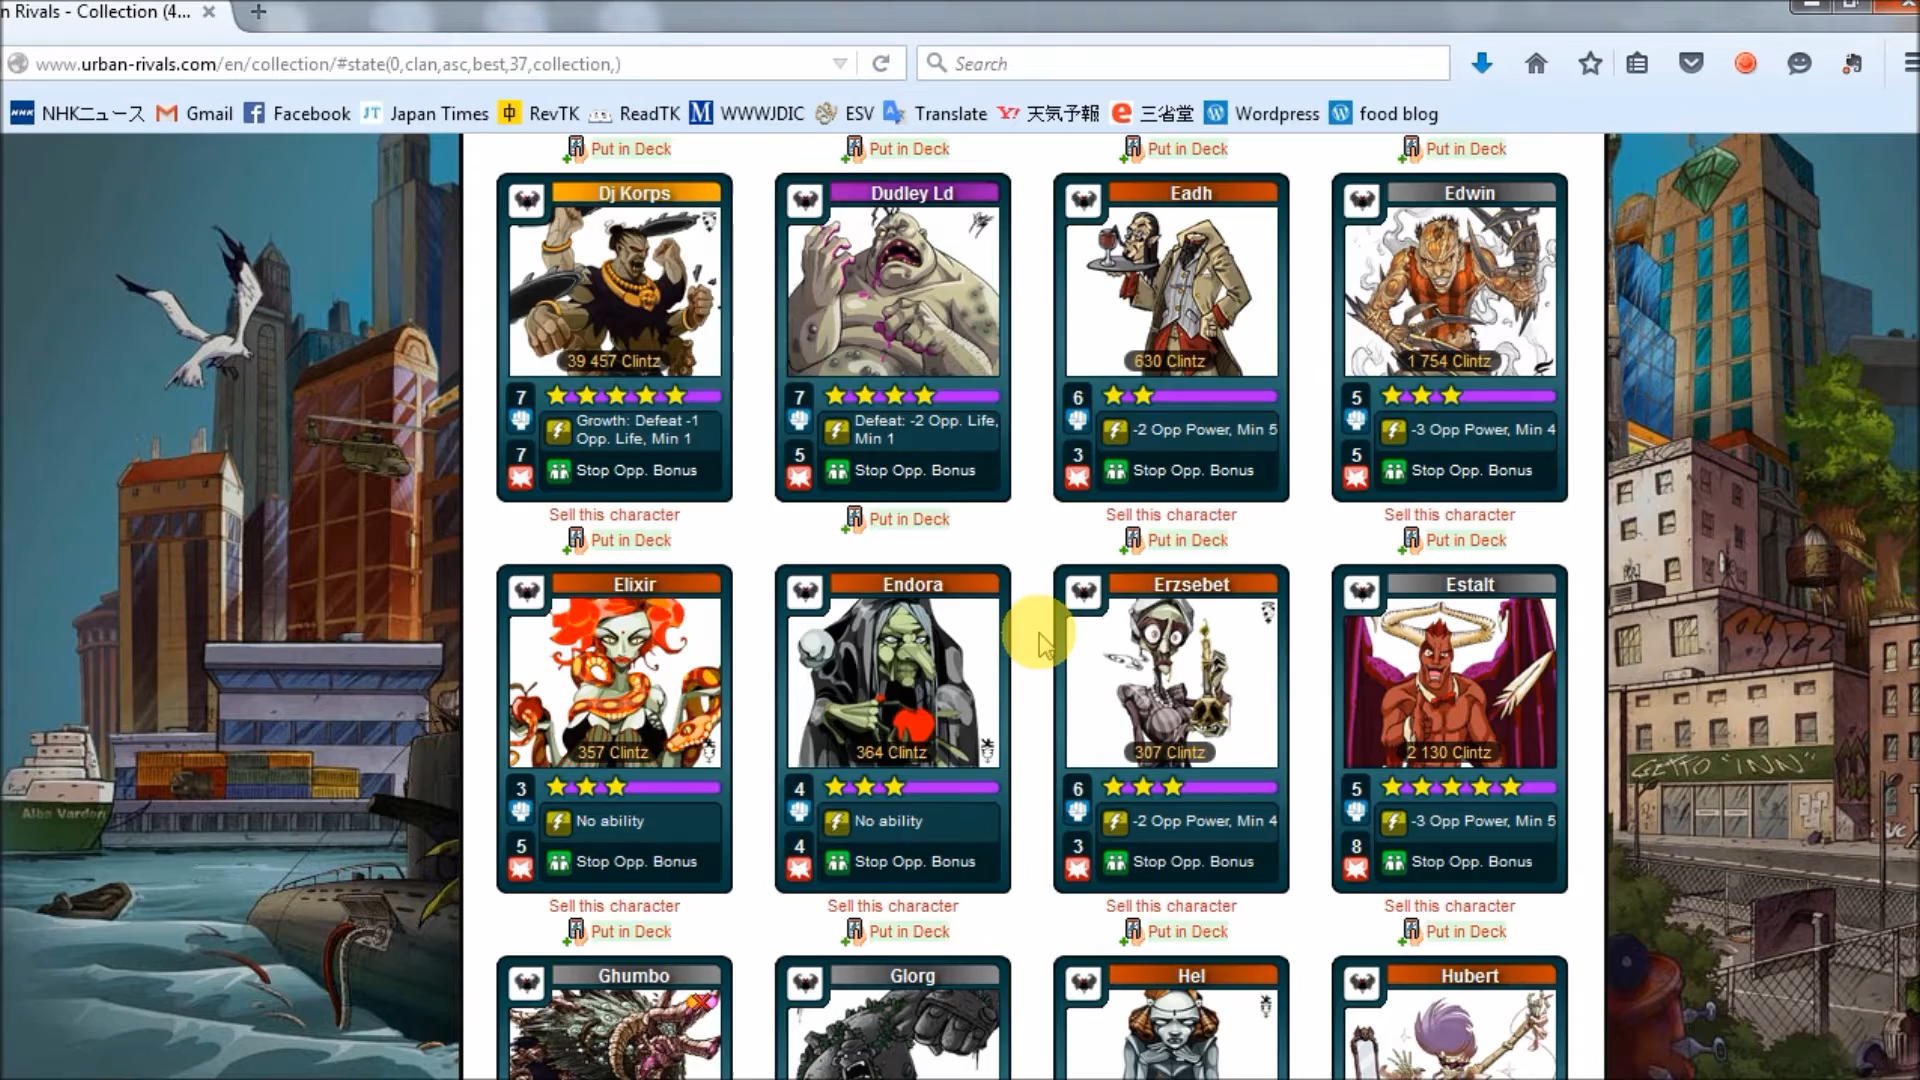 n Rivals - Collection (4...
www.urban-rivals.com/en/collection/#state(0,clan,asc,best,37,collection,)
Search
NHKニュース Gmail Facebook JT Japan Times 中 RevTK ReadTK M WWWJDIC ESV Translate Y! 天気予報 e 三省堂 Wordpress food blog
Put in Deck Put in Deck Put in Deck Put in Deck
Dj Korps
39 457 Clintz
7
Growth: Defeat -1
Opp. Life, Min 1
7
Stop Opp. Bonus
Sell this character
Put in Deck
Dudley Ld
7
Defeat: -2 Opp. Life,
Min 1
5
Stop Opp. Bonus
Put in Deck
Eadh
630 Clintz
6
-2 Opp Power, Min 5
3
Stop Opp. Bonus
Sell this character
Put in Deck
Edwin
1 754 Clintz
5
-3 Opp Power, Min 4
5
Stop Opp. Bonus
Sell this character
Put in Deck
Elixir
357 Clintz
3
No ability
5
Stop Opp. Bonus
Sell this character
Put in Deck
Endora
364 Clintz
4
No ability
4
Stop Opp. Bonus
Sell this character
Put in Deck
Erzsebet
307 Clintz
6
-2 Opp Power, Min 4
3
Stop Opp. Bonus
Sell this character
Put in Deck
Estalt
2 130 Clintz
5
-3 Opp Power, Min 5
8
Stop Opp. Bonus
Sell this character
Put in Deck
Ghumbo
Glorg
Hel
Hubert
Alba Varden
GETTO "INN"